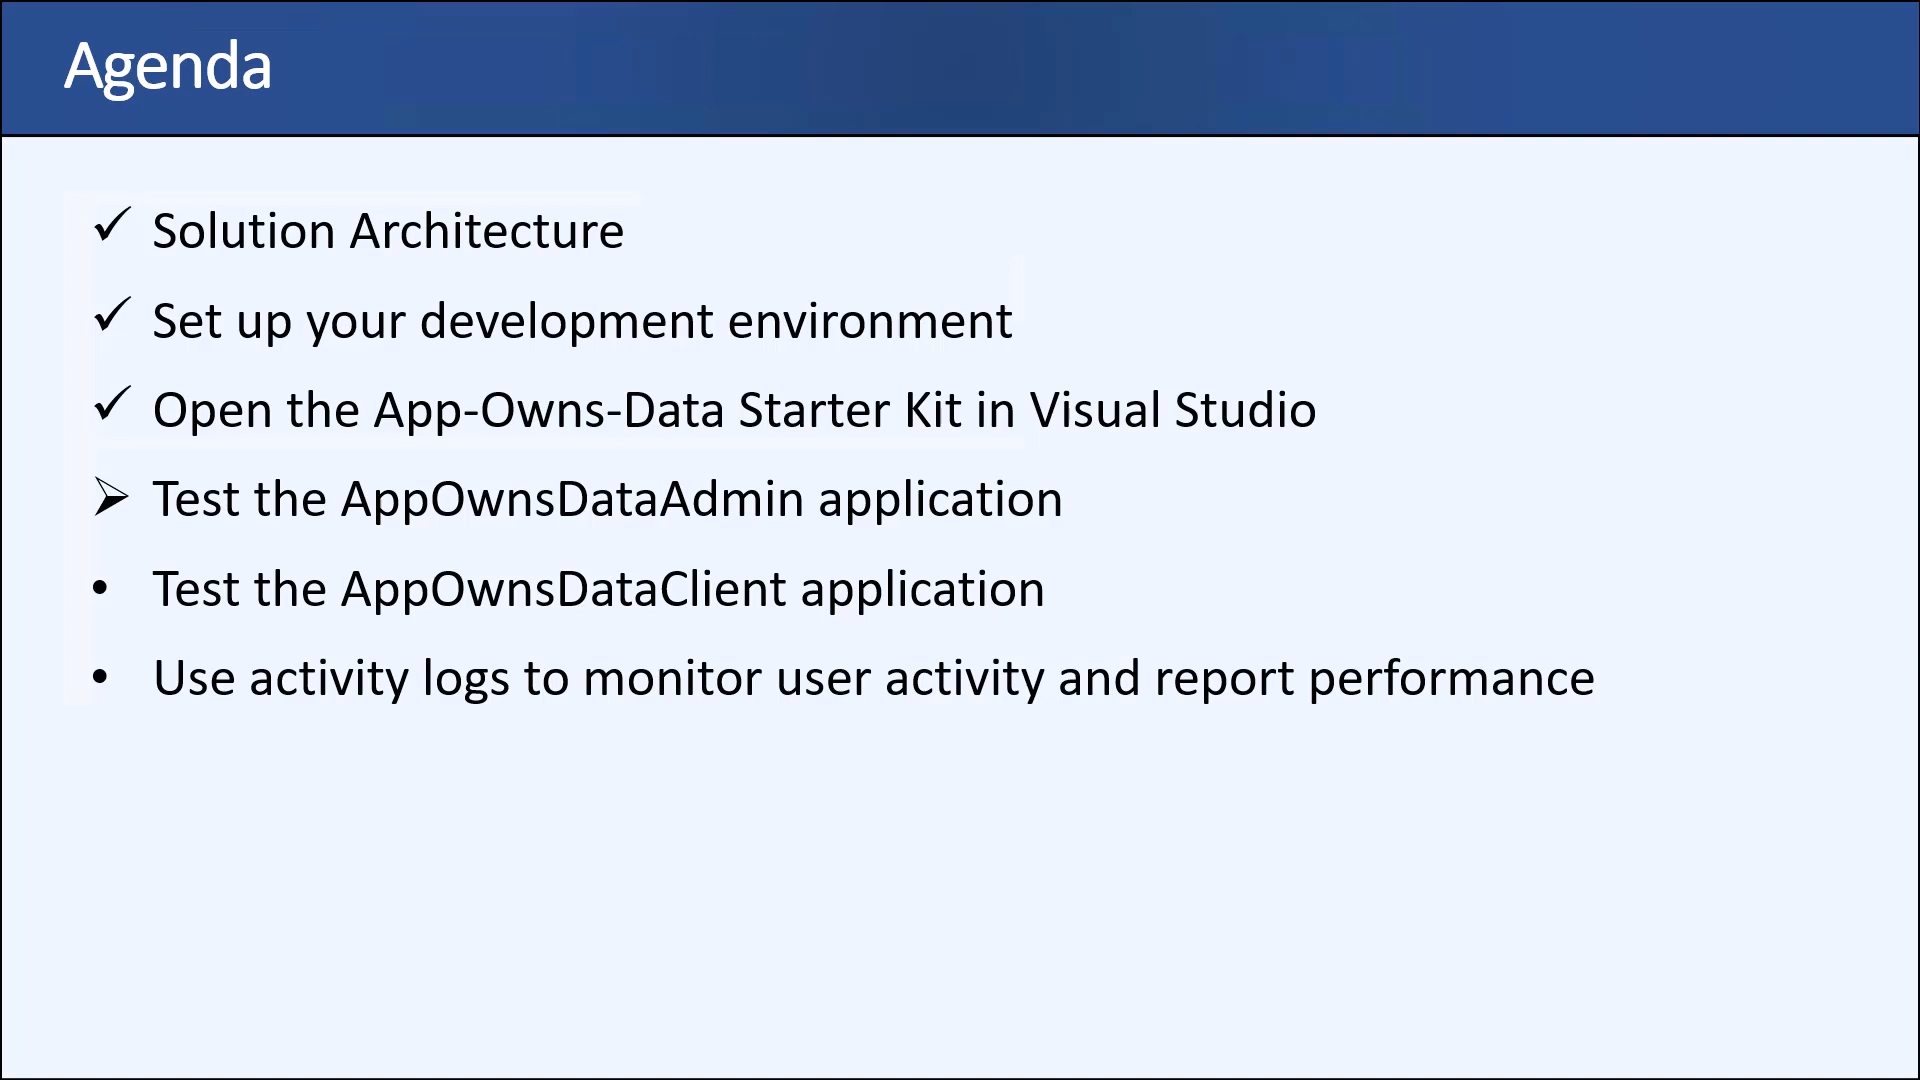 Agenda
✓ Solution Architecture
✓ Set up your development environment
✓ Open the App-Owns-Data Starter Kit in Visual Studio
➢ Test the AppOwnsDataAdmin application
• Test the AppOwnsDataClient application
• Use activity logs to monitor user activity and report performance